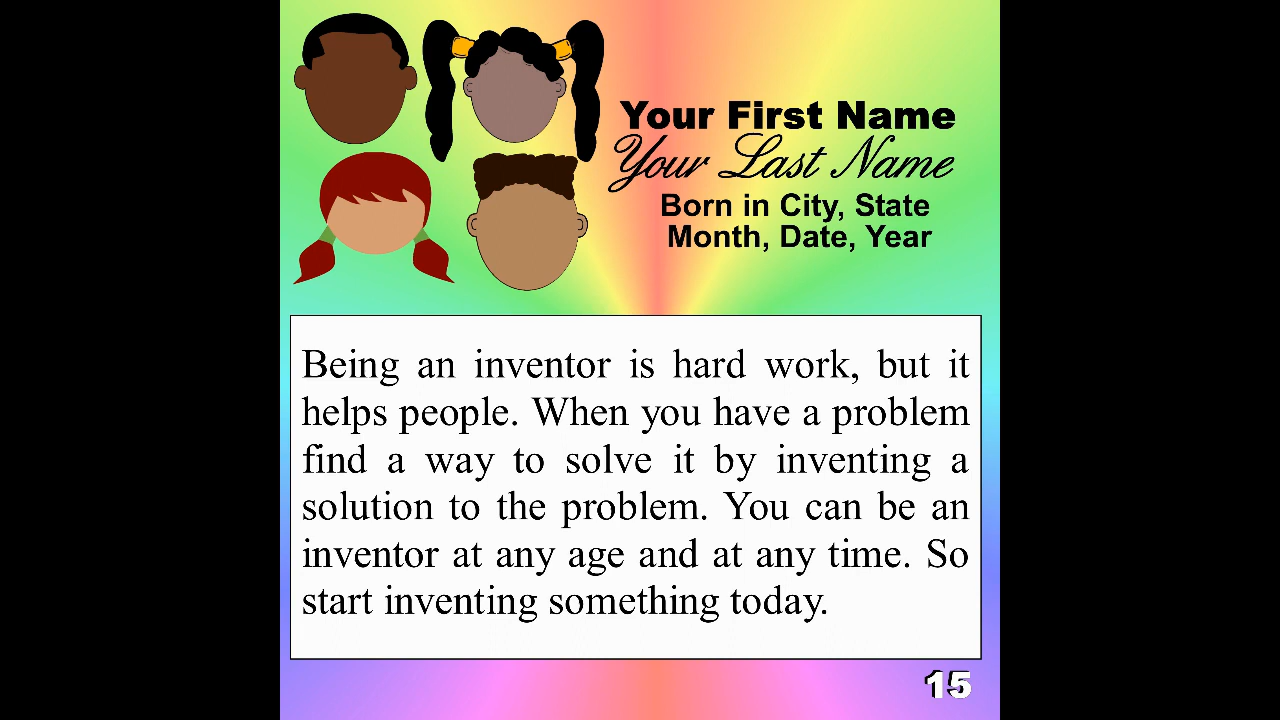 Your First Name
Your Last Name
Born in City, State
Month, Date, Year
Being an inventor is hard work, but it
helps people. When you have a problem
find a way to solve it by inventing a
solution to the problem. You can be an
inventor at any age and at any time. So
start inventing something today.
15